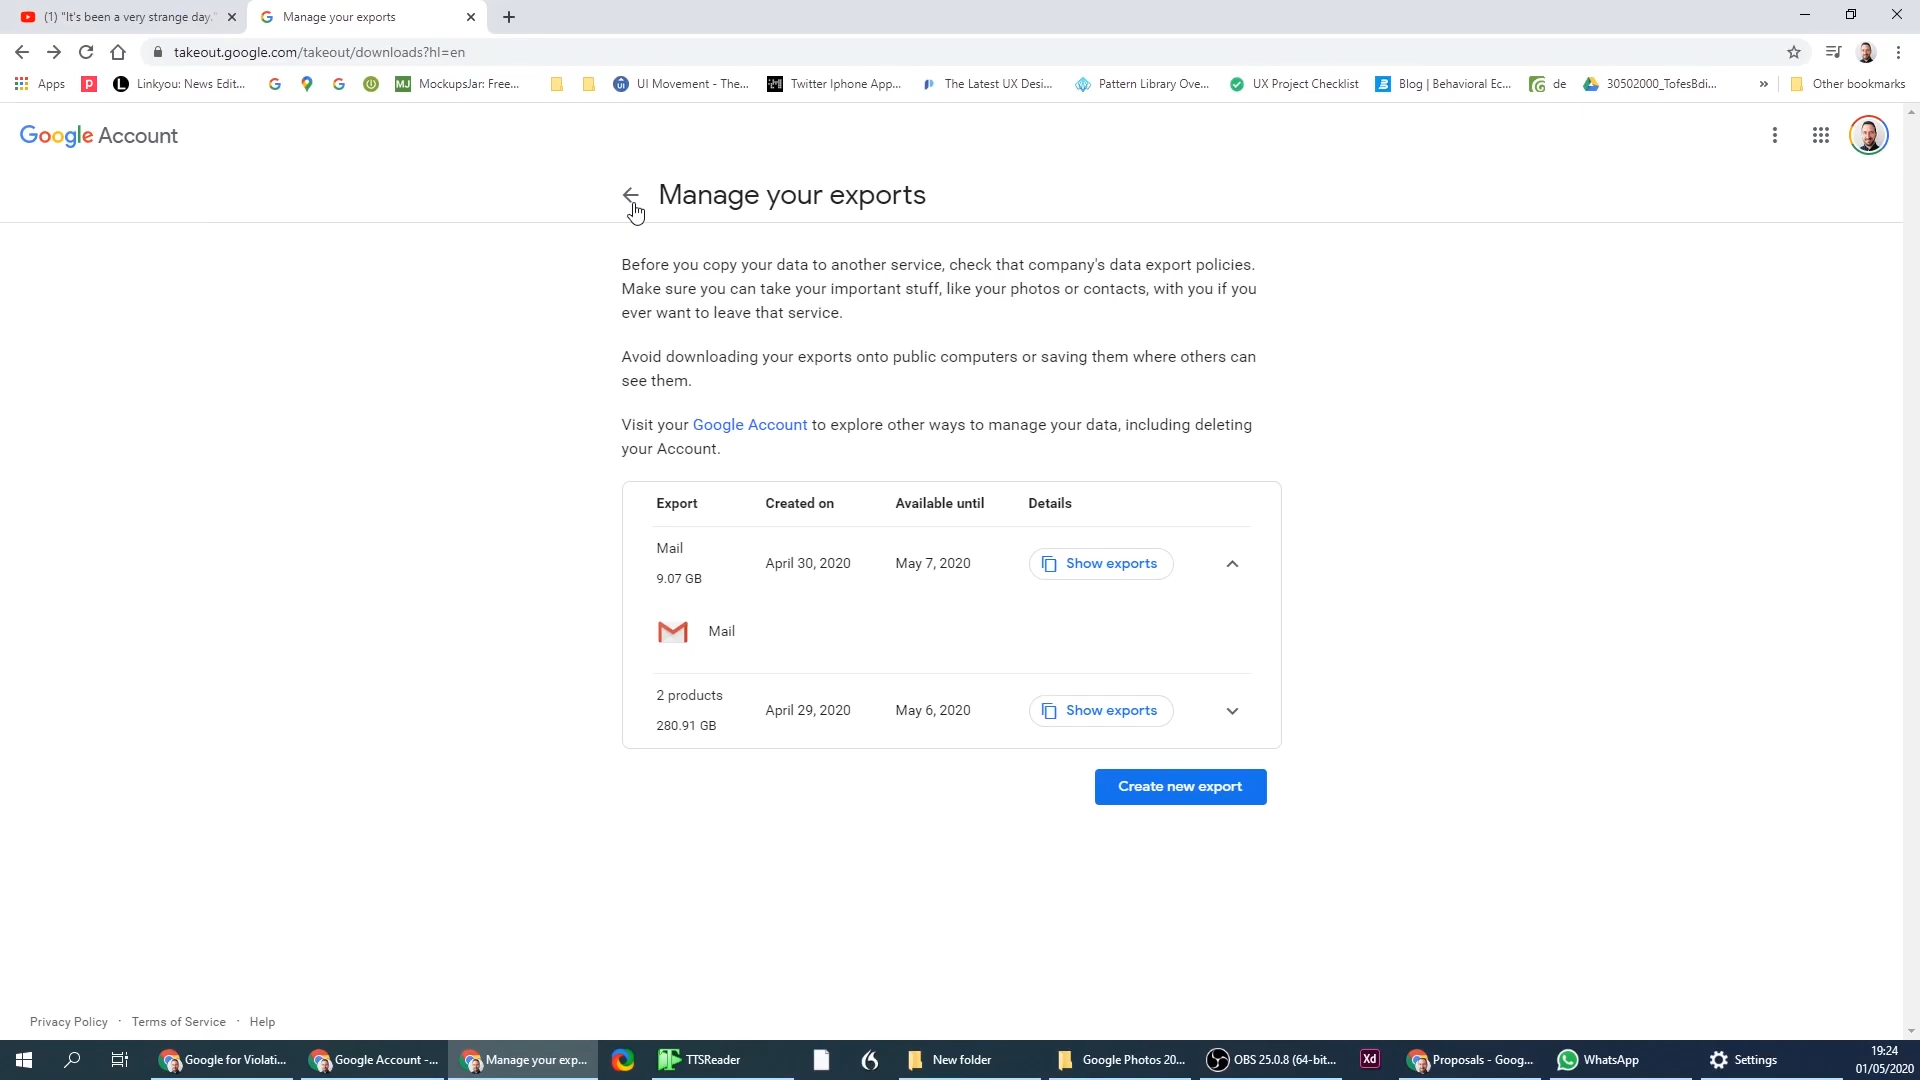 (1) "It's been a very strange day."
Manage your exports
takeout.google.com/takeout/downloads?hl=en
Apps
Linkyou: News Edit...
MJ
MockupsJar: Free...
UI Movement - The...
Twitter Iphone App...
The Latest UX Desi...
Pattern Library Ove...
UX Project Checklist
Blog | Behavioral Ec...
de
30502000_TofesBdi...
»
Other bookmarks
Google Account
Manage your exports
Before you copy your data to another service, check that company's data export policies.
Make sure you can take your important stuff, like your photos or contacts, with you if you
ever want to leave that service.
Avoid downloading your exports onto public computers or saving them where others can
see them.
Visit your Google Account to explore other ways to manage your data, including deleting
your Account.
Export Created on Available until Details
Mail
9.07 GB
April 30, 2020 May 7, 2020 Show exports
Mail
2 products
280.91 GB
April 29, 2020 May 6, 2020 Show exports
Create new export
Privacy Policy · Terms of Service · Help
Google for Violati...
Google Account -...
Manage your exp...
TTSReader
New folder
Google Photos 20...
OBS 25.0.8 (64-bit...
Xd
Proposals - Goog...
WhatsApp
Settings
19:24
01/05/2020